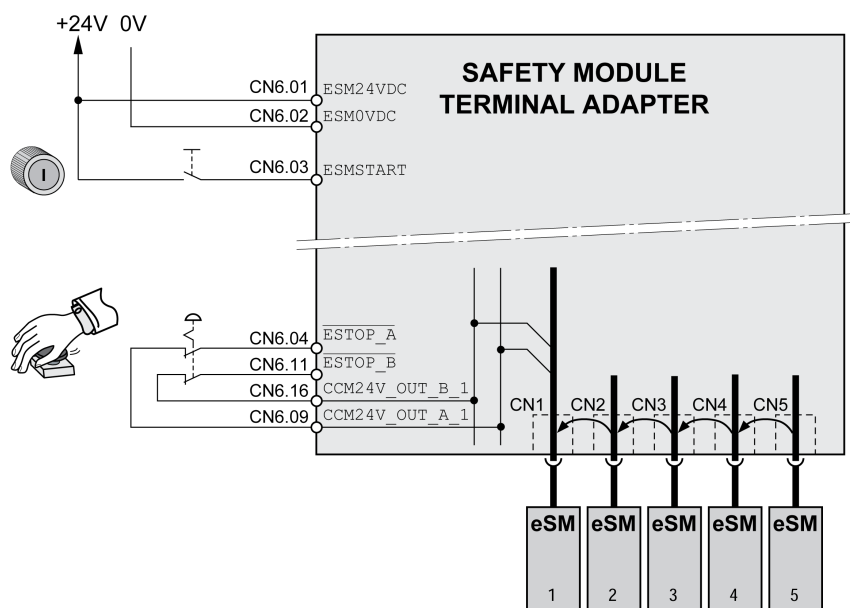 +24V 0V
SAFETY MODULE
TERMINAL ADAPTER
CN6.01 ESM24VDC
CN6.02 ESM0VDC
CN6.03 ESMSTART
I
CN6.04 ESTOP_A
CN6.11 ESTOP_B
CN6.16 CCM24V_OUT_B_1
CN6.09 CCM24V_OUT_A_1
CN1 CN2 CN3 CN4 CN5
eSM eSM eSM eSM eSM
1 2 3 4 5